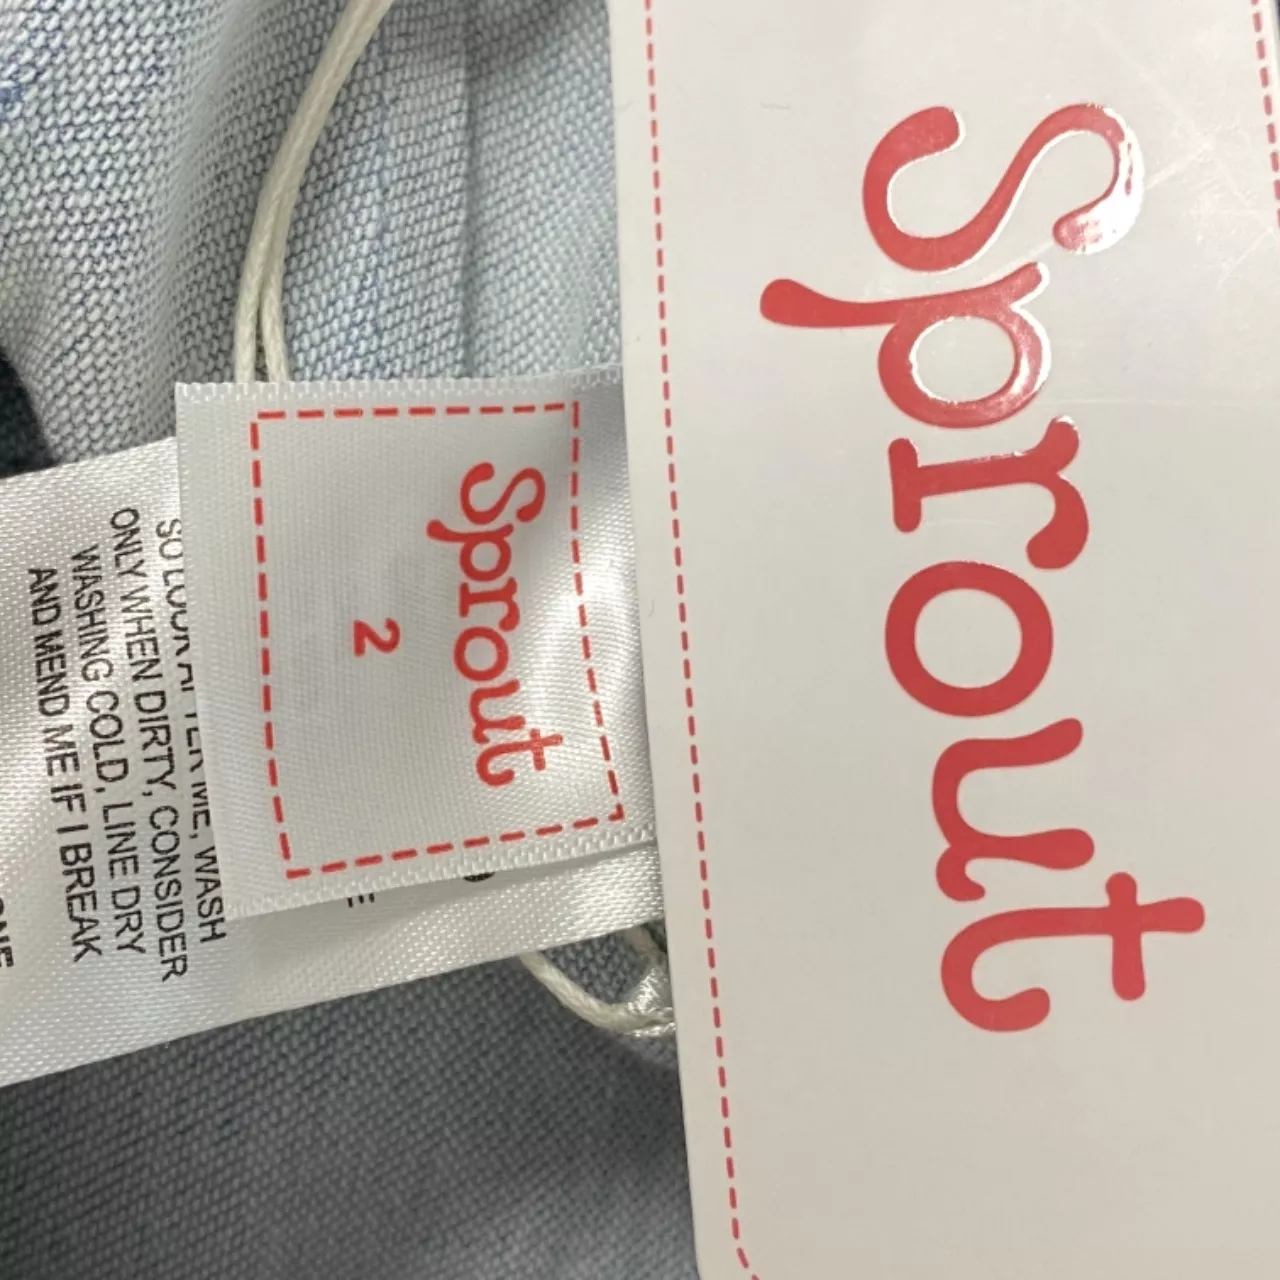 Sprout
Sprout
2
SO LOOK AFTER ME, WASH
ONLY WHEN DIRTY, CONSIDER
WASHING COLD, LINE DRY
AND MEND ME IF I BREAK